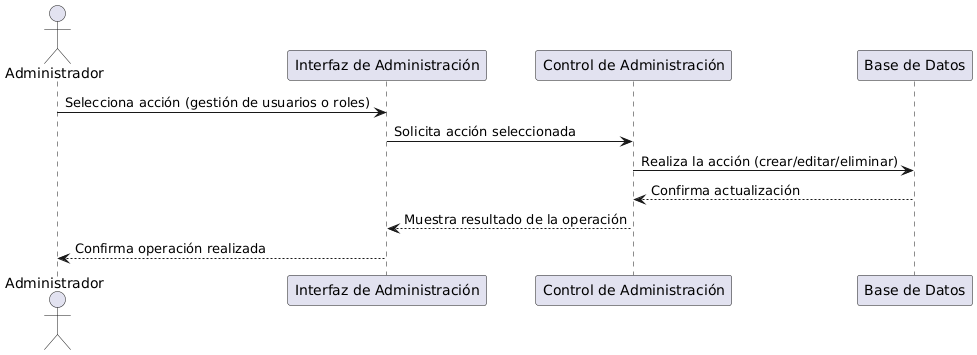 Administrador
Interfaz de Administración
Control de Administración
Base de Datos
Selecciona acción (gestión de usuarios o roles)
Solicita acción seleccionada
Realiza la acción (crear/editar/eliminar)
Confirma actualización
Muestra resultado de la operación
Confirma operación realizada
Administrador
Interfaz de Administración
Control de Administración
Base de Datos